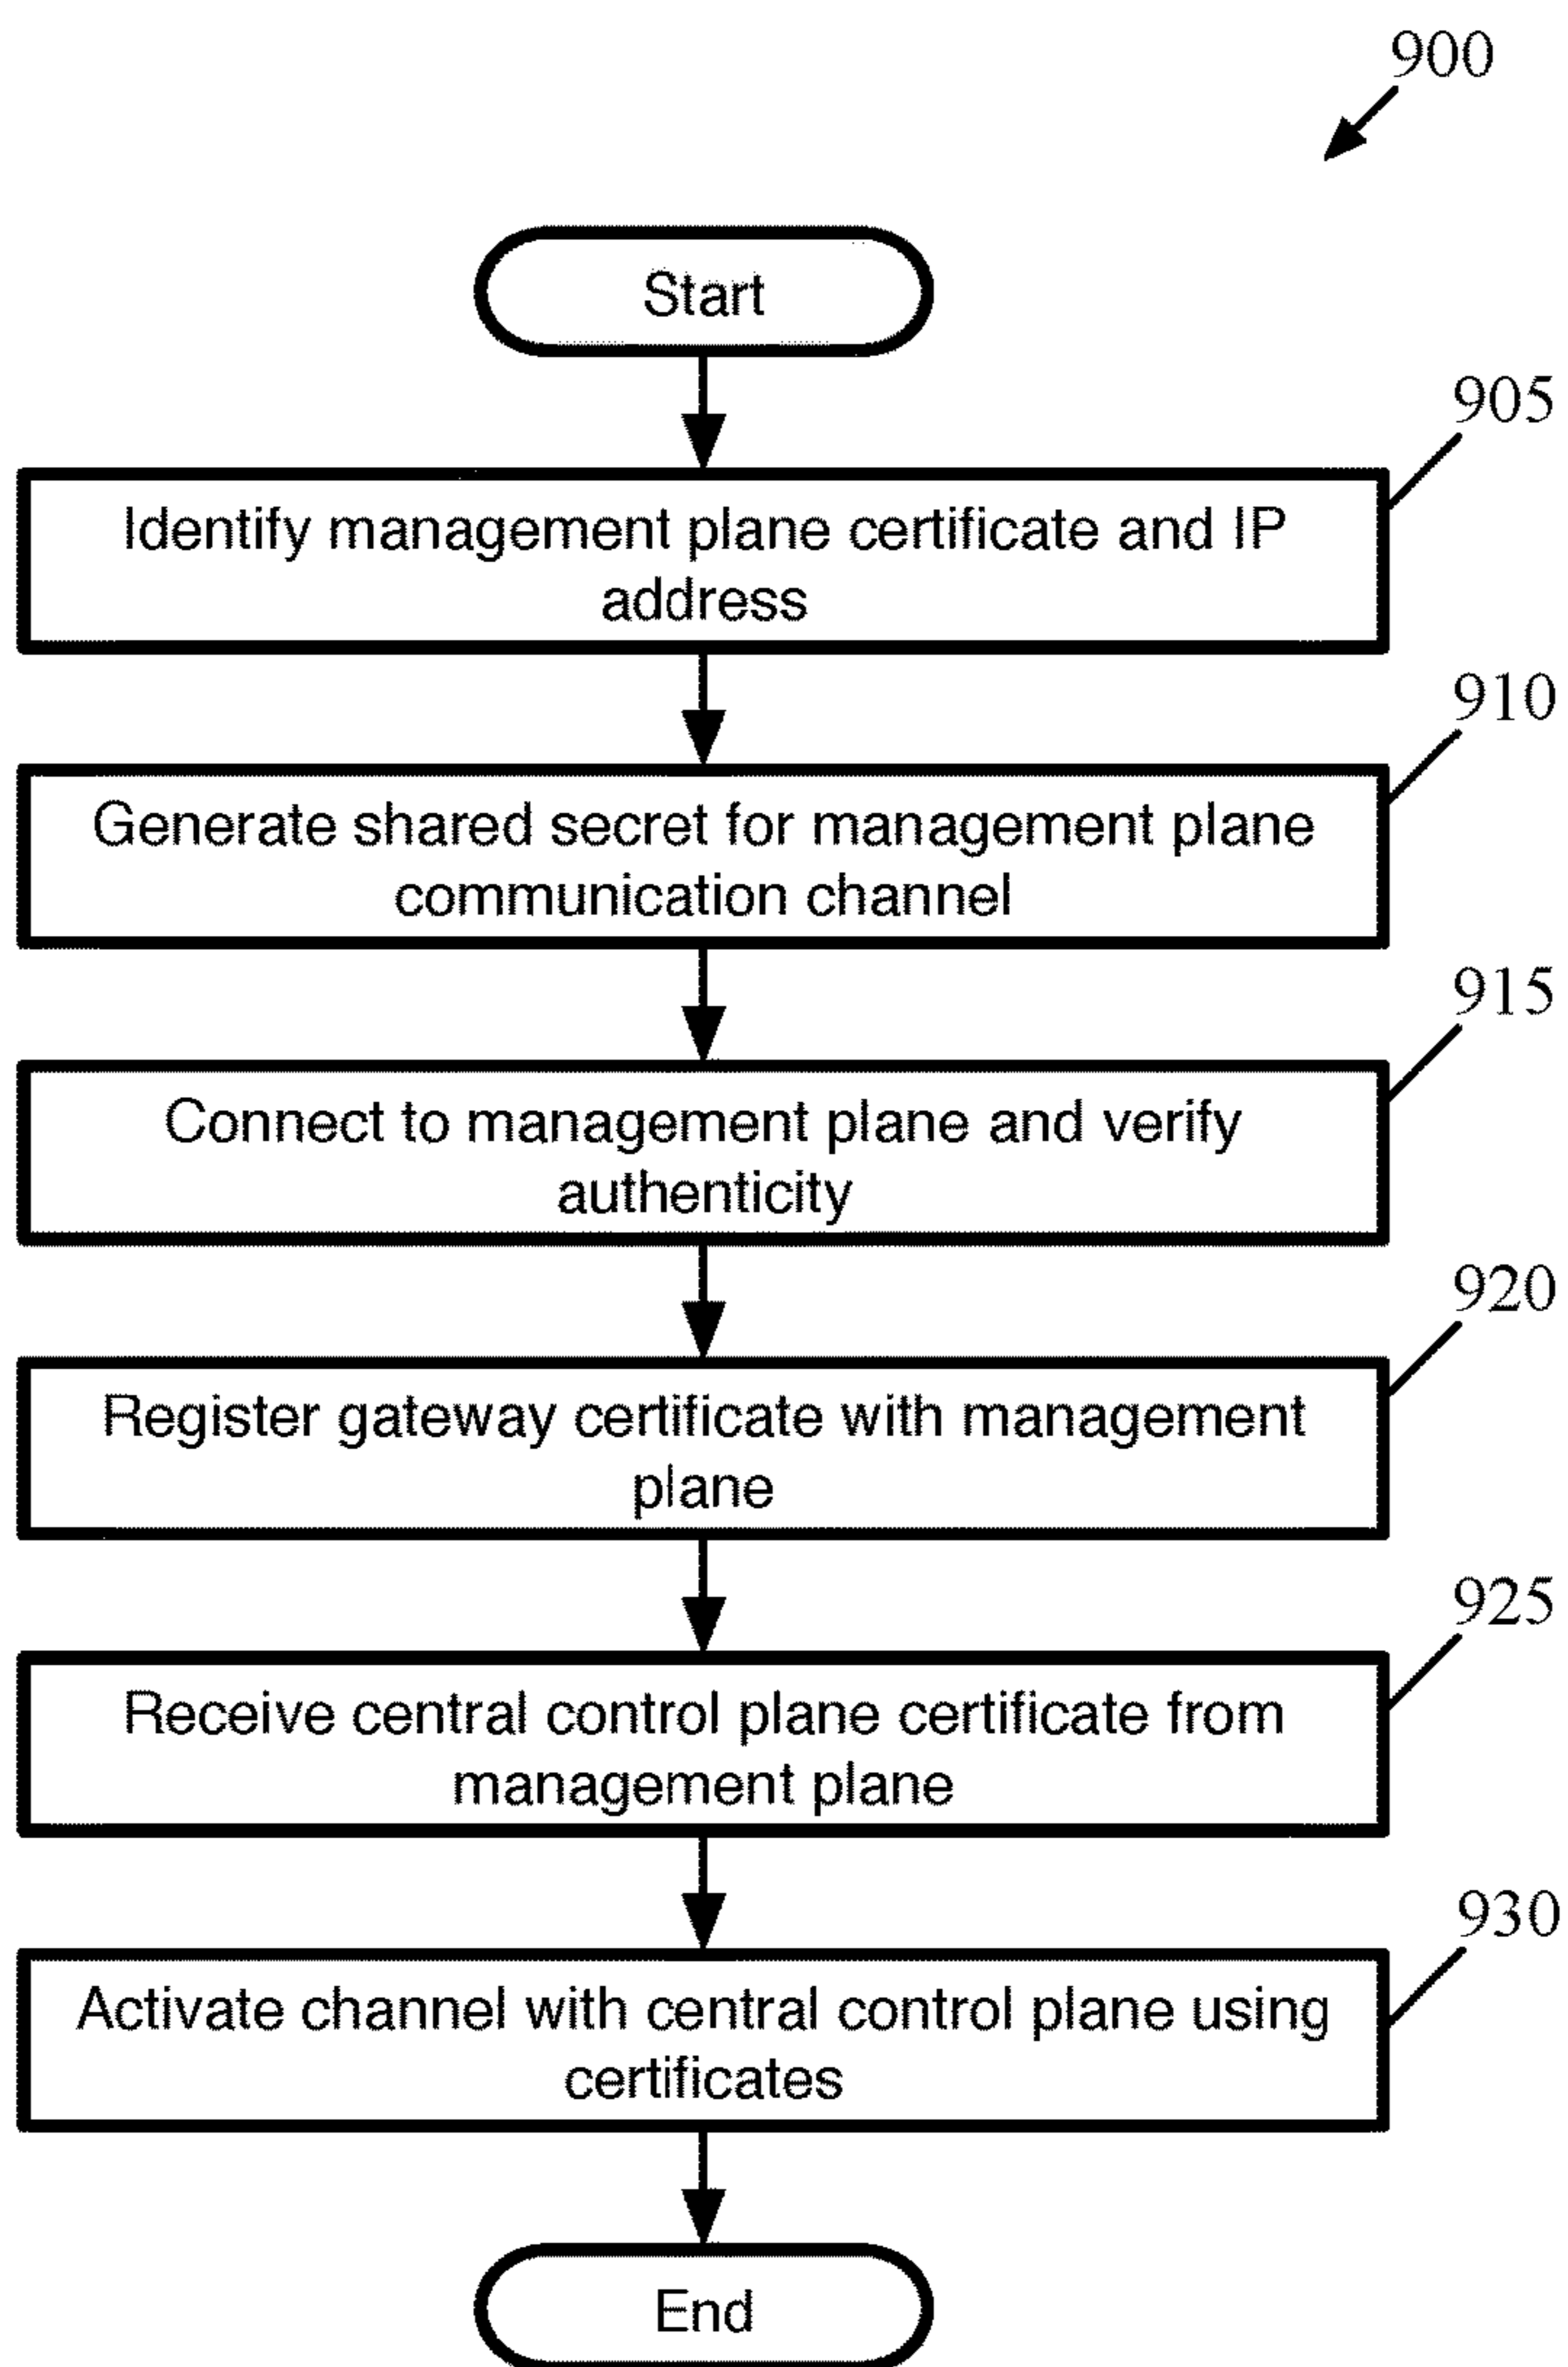 900
Start
905
Identify management plane certificate and IP
address
910
Generate shared secret for management plane
communication channel
915
Connect to management plane and verify
authenticity
920
Register gateway certificate with management
plane
925
Receive central control plane certificate from
management plane
930
Activate channel with central control plane using
certificates
End